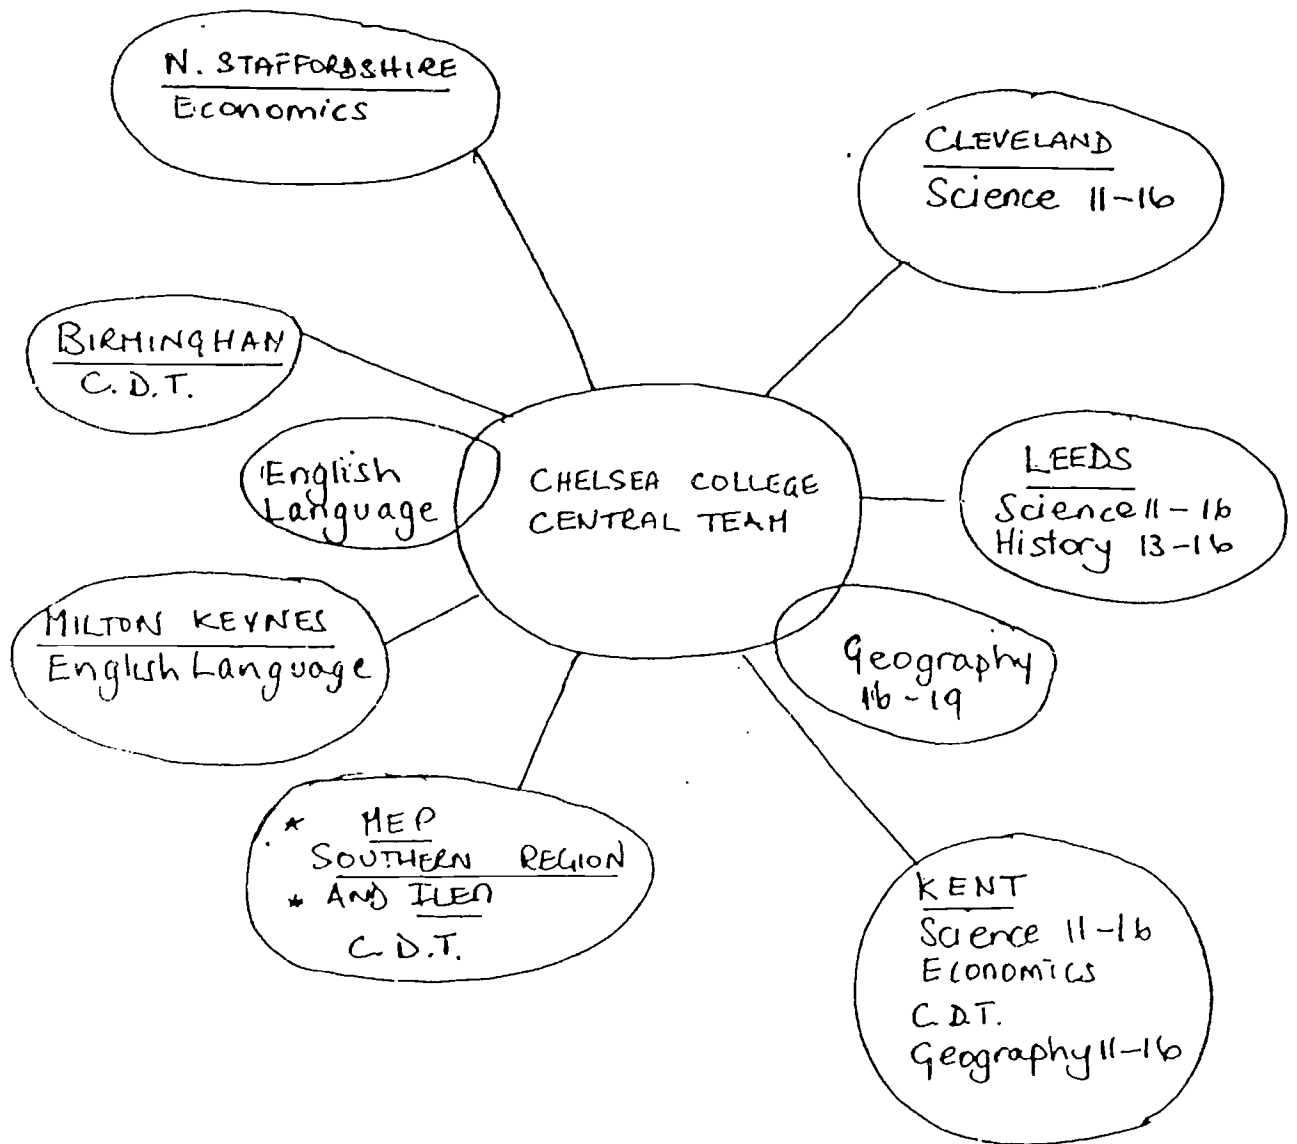 N. STAFFORDSHIRE
Economics
CLEVELAND
Science 11-16
BIRMINGHAM
C. D. T.
English
Language
CHELSEA COLLEGE
CENTRAL TEAM
LEEDS
Science 11-16
History 13-16
MILTON KEYNES
English Language
Geography
16-19
* MEP
SOUTHERN REGION
* AND ILEA
C. D. T.
KENT
Science 11-16
Economics
C. D. T.
Geography 11-16